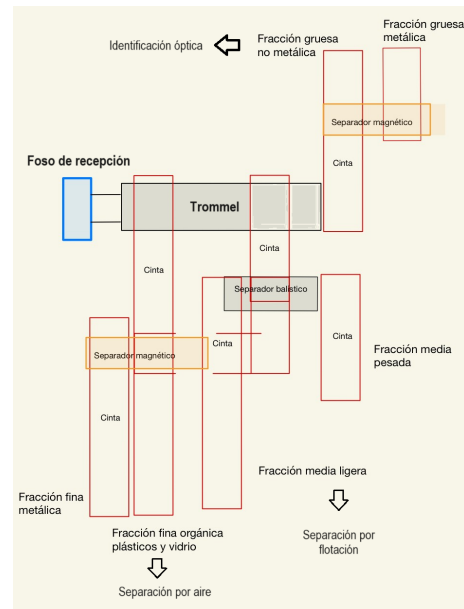 Fracción gruesa
metálica
Fracción gruesa
no metálica
Identificación óptica
Separador magnético
Cinta
Foso de recepción
Trommel
Cinta
Cinta
Separador balístico
Cinta
Cinta
Separador magnético
Fracción media
pesada
Cinta
Fracción media ligera
Fracción fina
metálica
Fracción fina orgánica
plásticos y vidrio
Separación por
flotación
Separación por aire